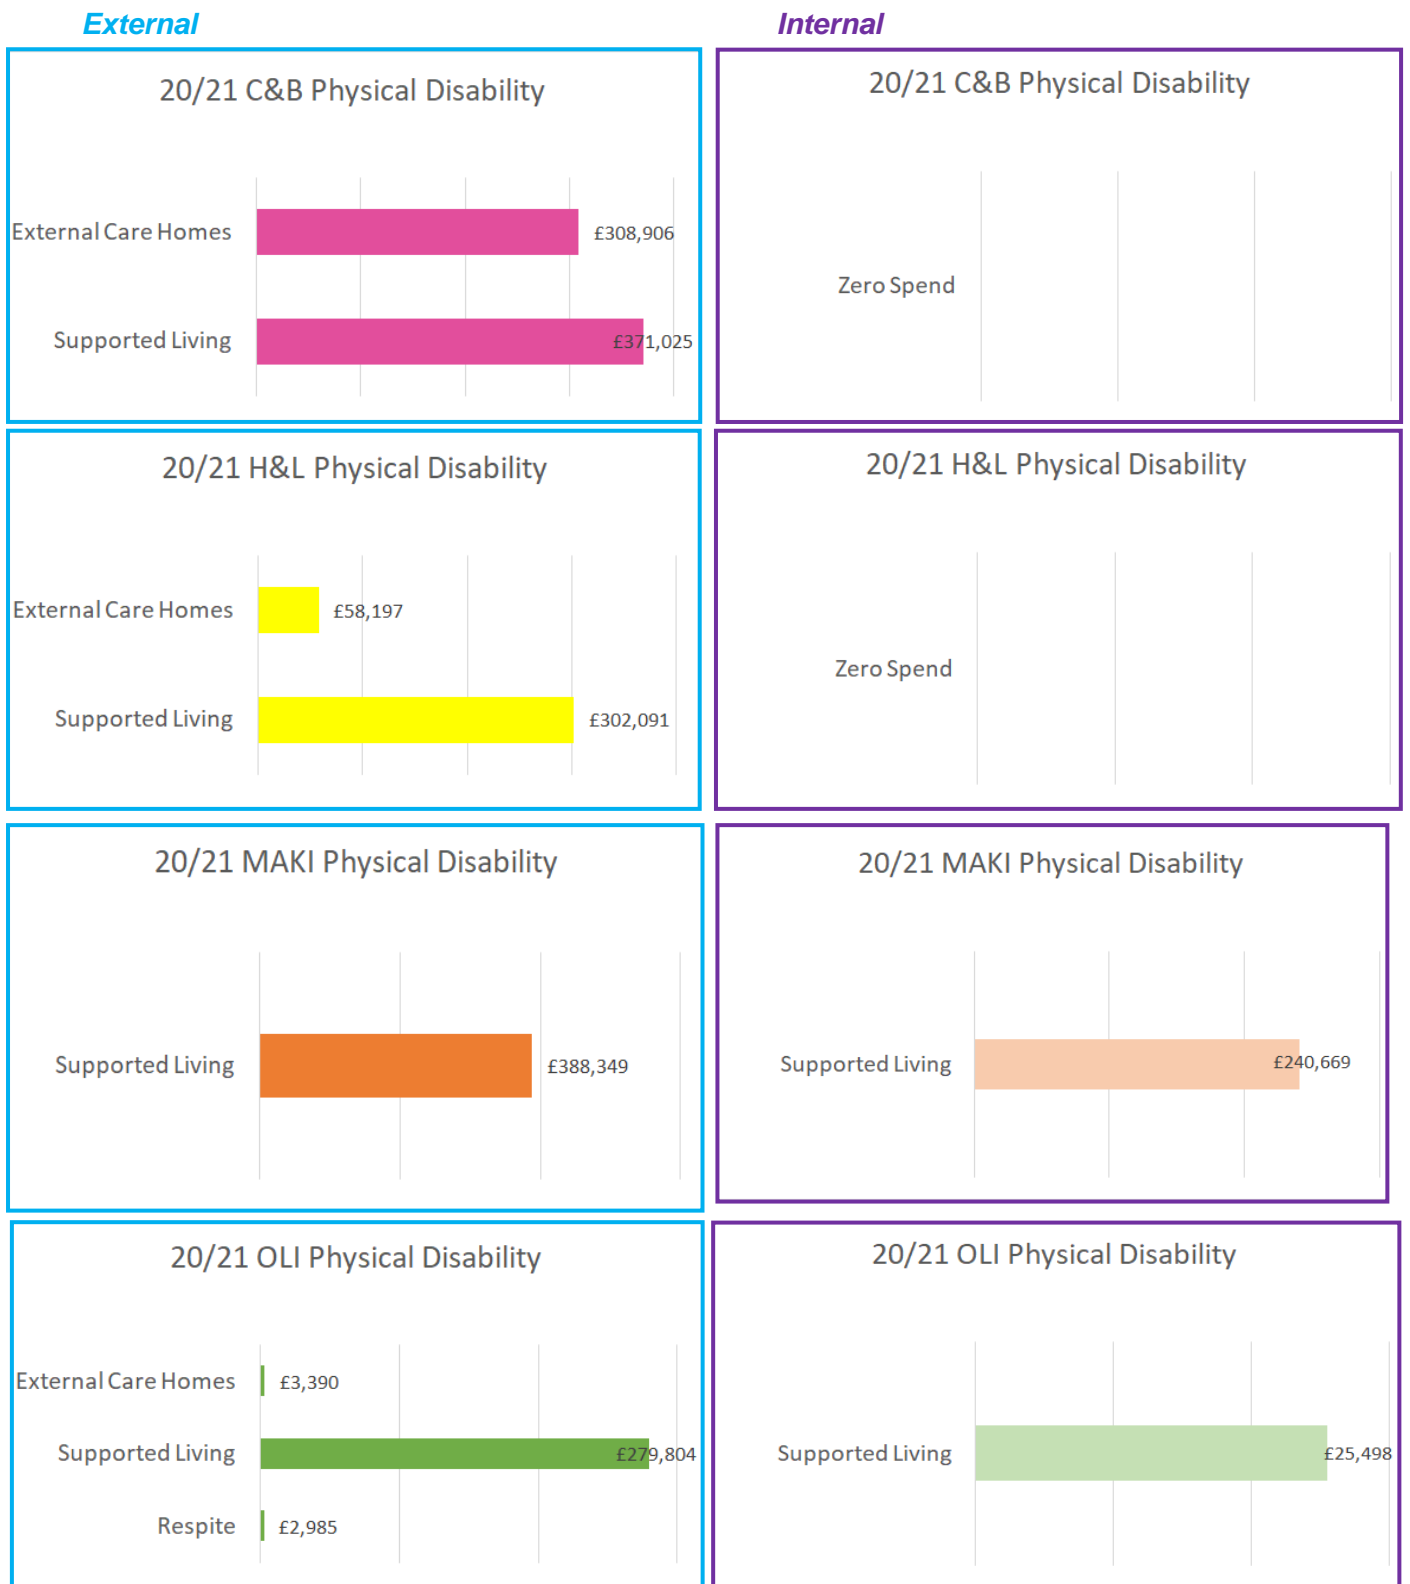 External
Internal
20/21 C&B Physical Disability
External Care Homes
£308,906
Supported Living
£371,025
20/21 C&B Physical Disability
Zero Spend
20/21 H&L Physical Disability
External Care Homes
£58,197
Supported Living
£302,091
20/21 H&L Physical Disability
Zero Spend
20/21 MAKI Physical Disability
Supported Living
£388,349
20/21 MAKI Physical Disability
Supported Living
£240,669
20/21 OLI Physical Disability
External Care Homes
£3,390
Supported Living
£279,804
Respite
£2,985
20/21 OLI Physical Disability
Supported Living
£25,498